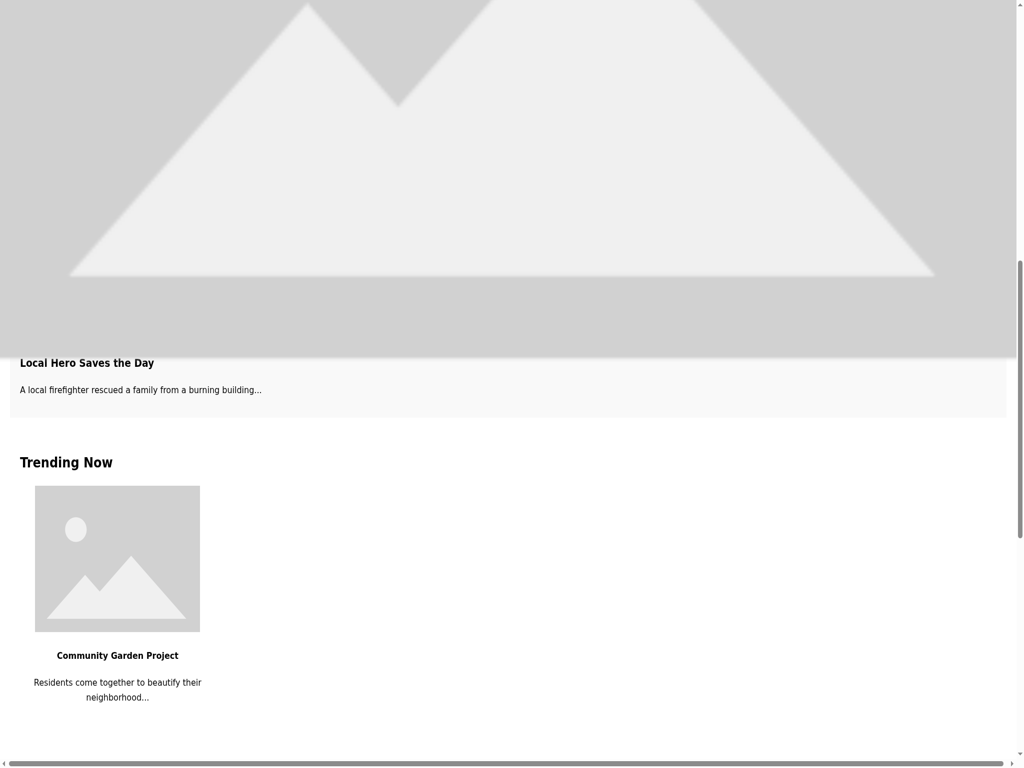 Local Hero Saves the Day
A local firefighter rescued a family from a burning building...
Trending Now
Community Garden Project
Residents come together to beautify their
neighborhood...